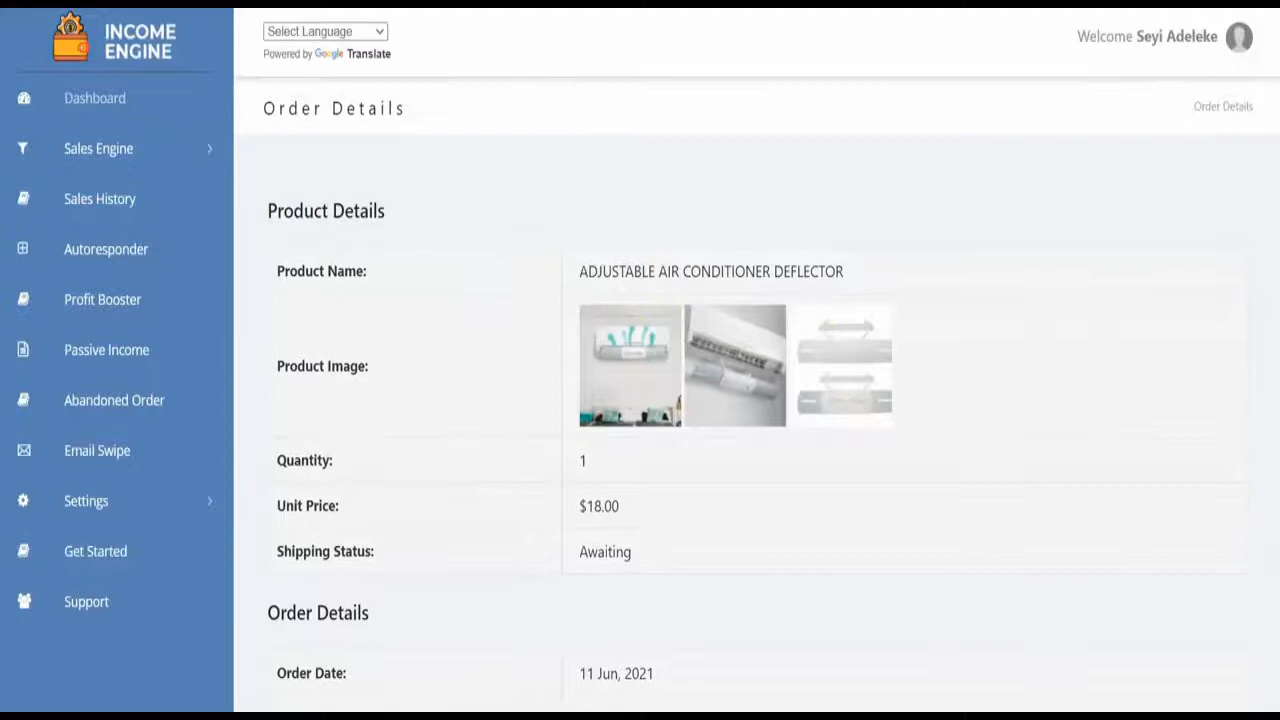 INCOME
ENGINE
Dashboard
Sales Engine
Sales History
Autoresponder
Profit Booster
Passive Income
Abandoned Order
Email Swipe
Settings
Get Started
Support
Select Language
Powered by Google Translate
Welcome Seyi Adeleke
Order Details
Order Details
Product Details
Product Name: ADJUSTABLE AIR CONDITIONER DEFLECTOR
Product Image:
Quantity: 1
Unit Price: $18.00
Shipping Status: Awaiting
Order Details
Order Date: 11 Jun, 2021